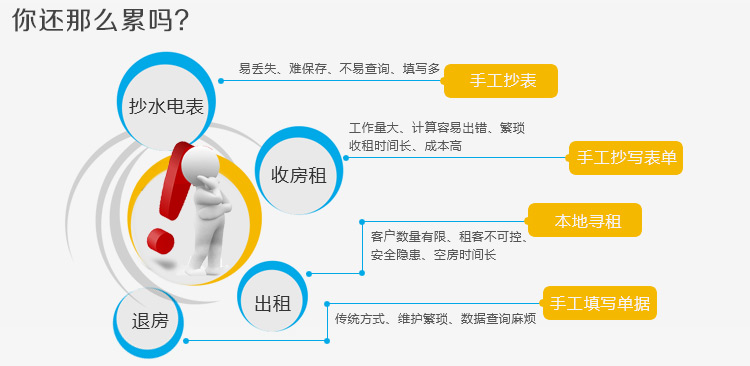 你还那么累吗?
抄水电表
易丢失、难保存、不易查询、填写多
手工抄表
收房租
工作量大、计算容易出错、繁琐
收租时间长、成本高
手工抄写表单
出租
客户数量有限、租客不可控、
安全隐患、空房时间长
本地寻租
退房
传统方式、维护繁琐、数据查询麻烦
手工填写单据